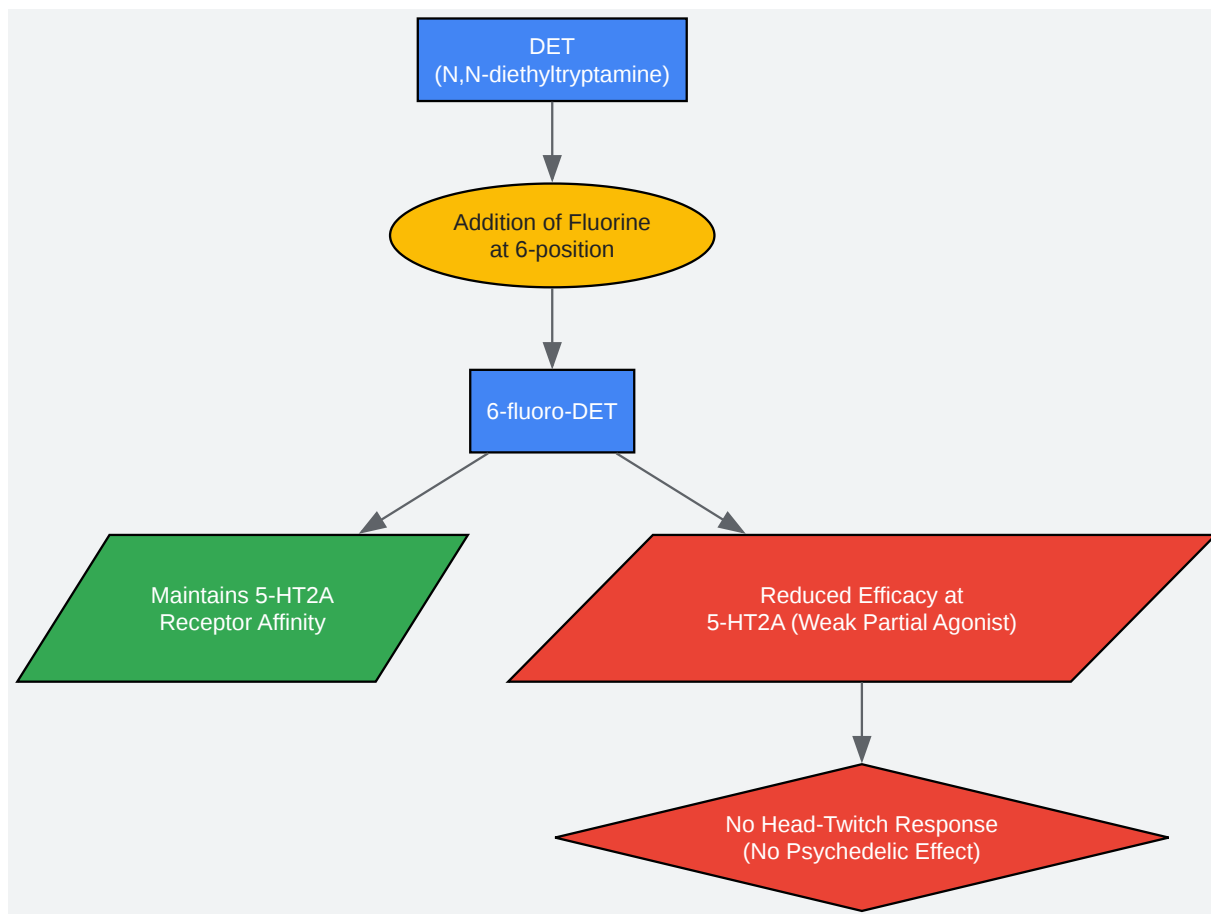 DET
(N,N-diethyltryptamine)
Addition of Fluorine
at 6-position
6-fluoro-DET
Maintains 5-HT2A
Receptor Affinity
Reduced Efficacy at
5-HT2A (Weak Partial Agonist)
No Head-Twitch Response
(No Psychedelic Effect)